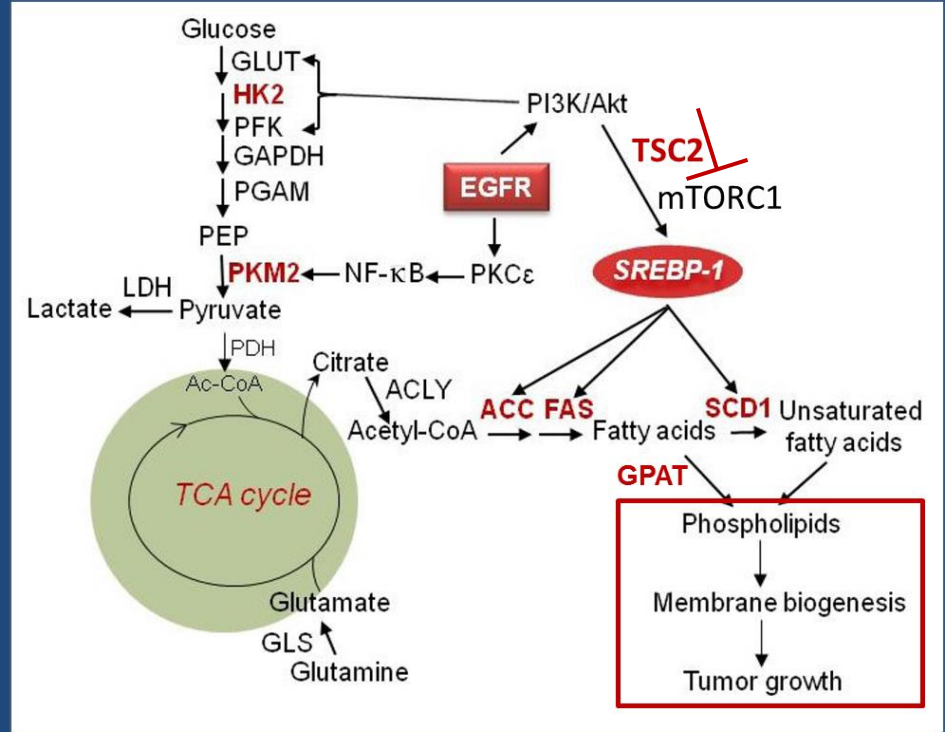 Glucose
GLUT
HK2
PFK
GAPDH
PGAM
PEP
PKM2
NF-κB
PKCε
EGFR
PI3K/Akt
TSC2
mTORC1
SREBP-1
LDH
Lactate
Pyruvate
PDH
Ac-CoA
Citrate
ACLY
Acetyl-CoA
ACC FAS
Fatty acids
SCD1
Unsaturated
fatty acids
GPAT
TCA cycle
Glutamate
GLS
Glutamine
Phospholipids
Membrane biogenesis
Tumor growth